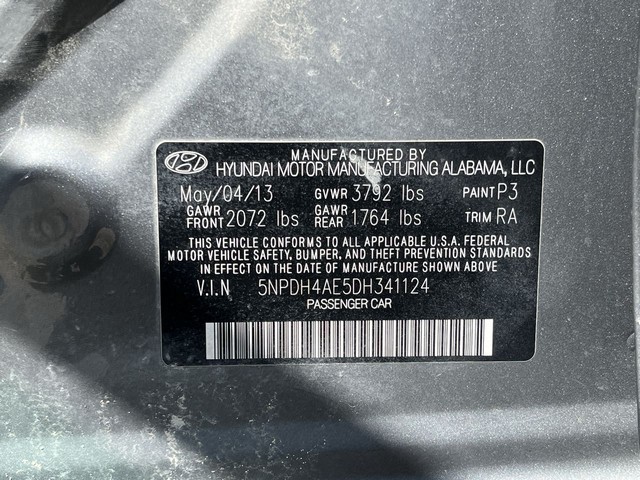 MANUFACTURED BY
HYUNDAI MOTOR MANUFACTURING ALABAMA, LLC
May/04/13 GVWR 3792 lbs PAINT P3
GAWR FRONT 2072 lbs GAWR REAR 1764 lbs TRIM RA
THIS VEHICLE CONFORMS TO ALL APPLICABLE U.S.A. FEDERAL
MOTOR VEHICLE SAFETY, BUMPER, AND THEFT PREVENTION STANDARDS
IN EFFECT ON THE DATE OF MANUFACTURE SHOWN ABOVE
V.I.N 5NPDH4AE5DH341124
PASSENGER CAR